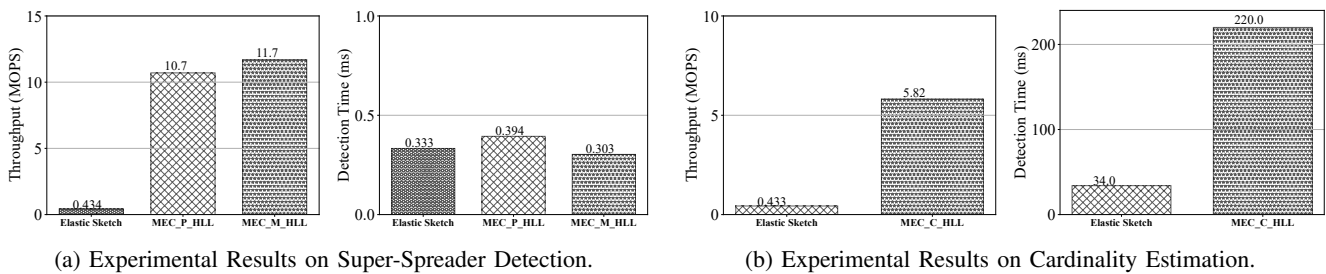 Throughput (MOPS)
15
10
5
0
0.434
10.7
11.7
Elastic Sketch
MEC_P_HLL
MEC_M_HLL
Detection Time (ms)
1.0
0.5
0.0
0.333
0.394
0.303
Elastic Sketch
MEC_P_HLL
MEC_M_HLL
(a) Experimental Results on Super-Spreader Detection.
Throughput (MOPS)
10
5
0
0.433
5.82
Elastic Sketch
MEC_C_HLL
Detection Time (ms)
200
100
0
34.0
220.0
Elastic Sketch
MEC_C_HLL
(b) Experimental Results on Cardinality Estimation.